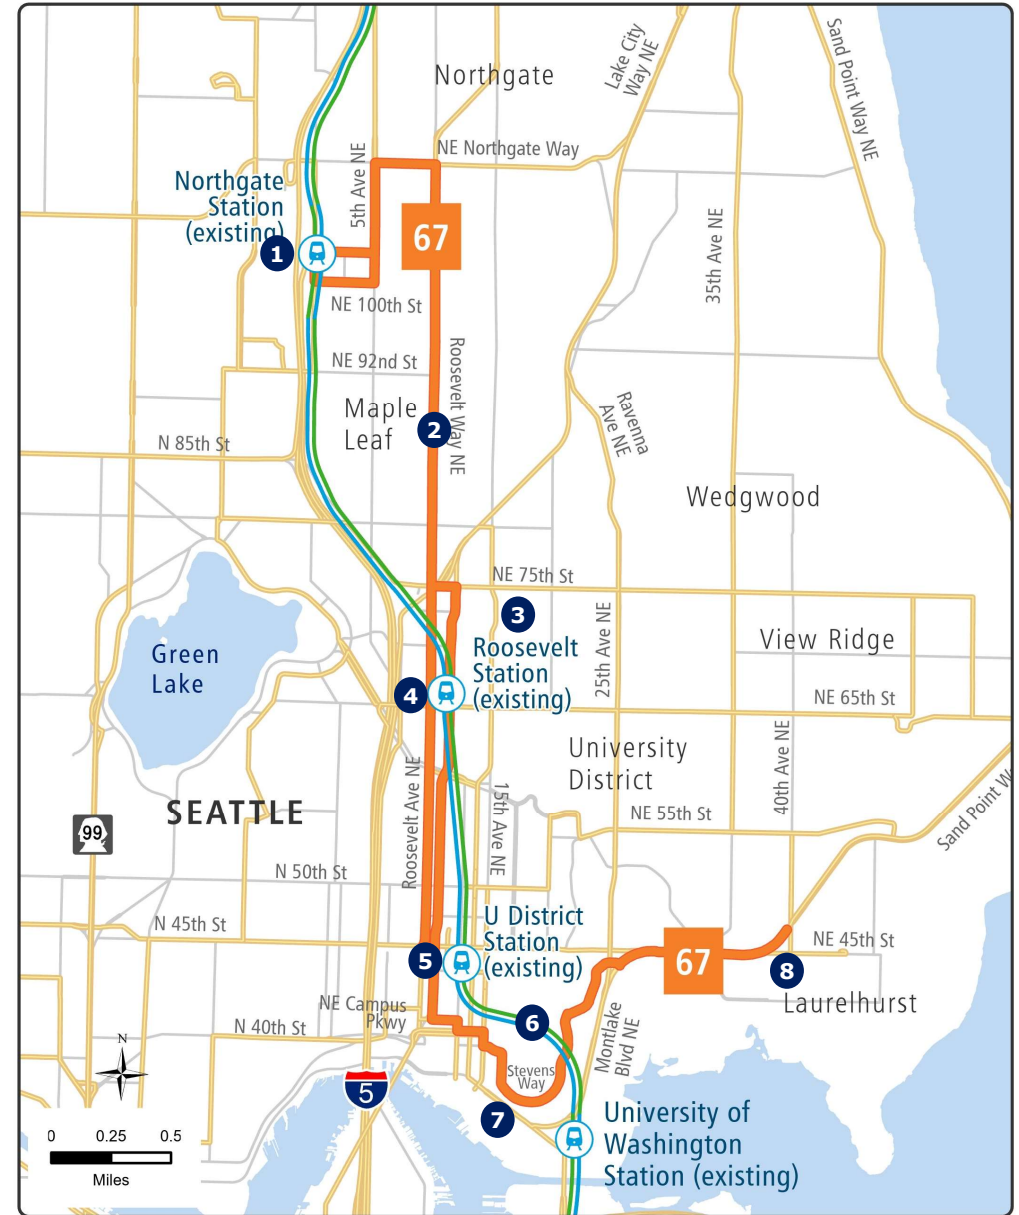 Northgate
Lake City
Way NE
Sand Point Way NE
NE Northgate Way
5th Ave NE
Northgate
Station
(existing)
1
67
35th Ave NE
NE 100th St
NE 92nd St
Roosevelt Way NE
Maple
Leaf
2
Ravenna
Ave NE
N 85th St
Wedgwood
NE 75th St
3
25th Ave NE
Roosevelt
Station
(existing)
View Ridge
Green
Lake
4
NE 65th St
University
District
40th Ave NE
Roosevelt Ave NE
15th Ave NE
SEATTLE
NE 55th St
Sand Point W
99
N 50th St
U District
Station
(existing)
N 45th St
5
67
NE 45th St
8
Laurelhurst
NE Campus
Pkwy
6
N 40th St
Montlake
Blvd NE
N
Stevens
Way
5
7
University of
Washington
Station (existing)
0 0.25 0.5
Miles